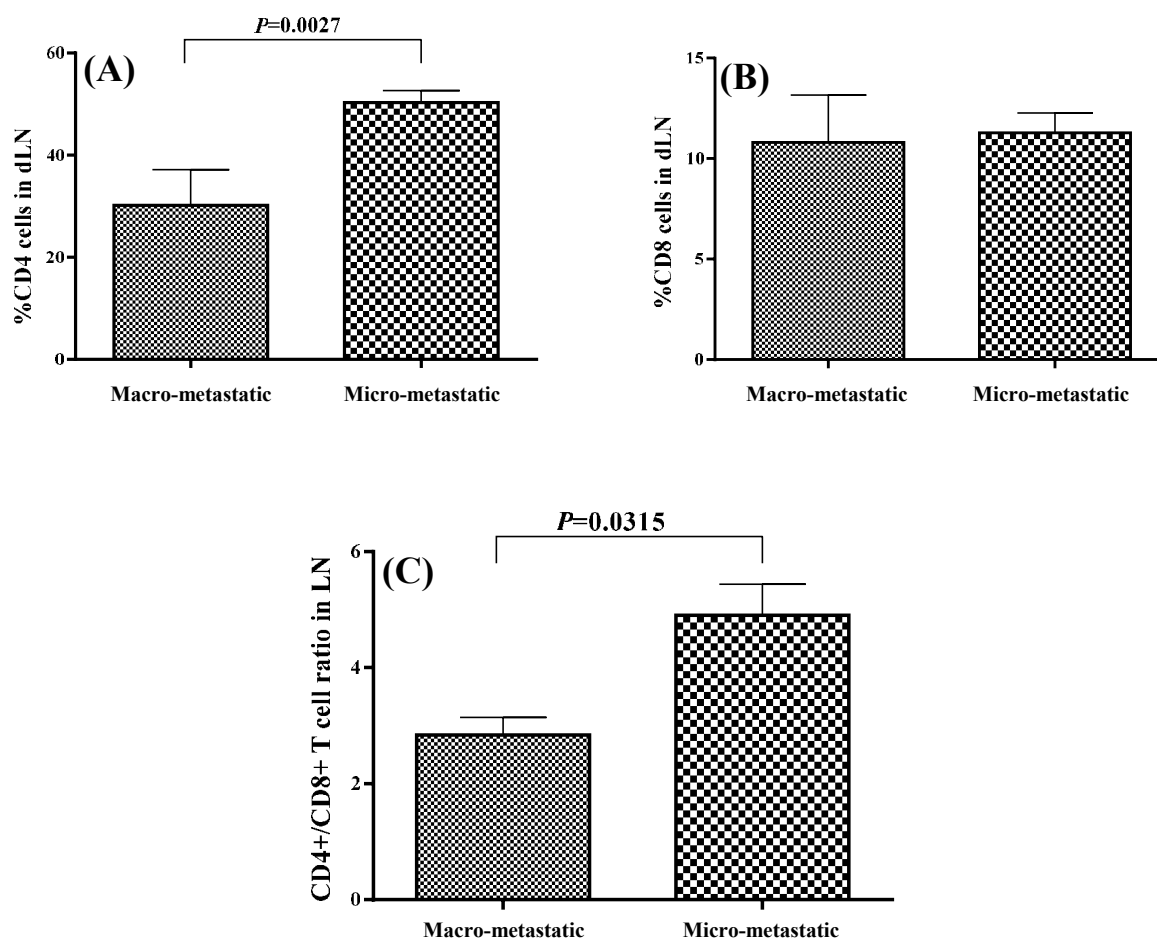 P=0.0027
(A)
%CD4 cells in dLN
60
40
20
0
Macro-metastatic
Micro-metastatic
(B)
%CD8 cells in dLN
15
10
5
0
Macro-metastatic
Micro-metastatic
P=0.0315
(C)
CD4+/CD8+ T cell ratio in LN
6
4
2
0
Macro-metastatic
Micro-metastatic